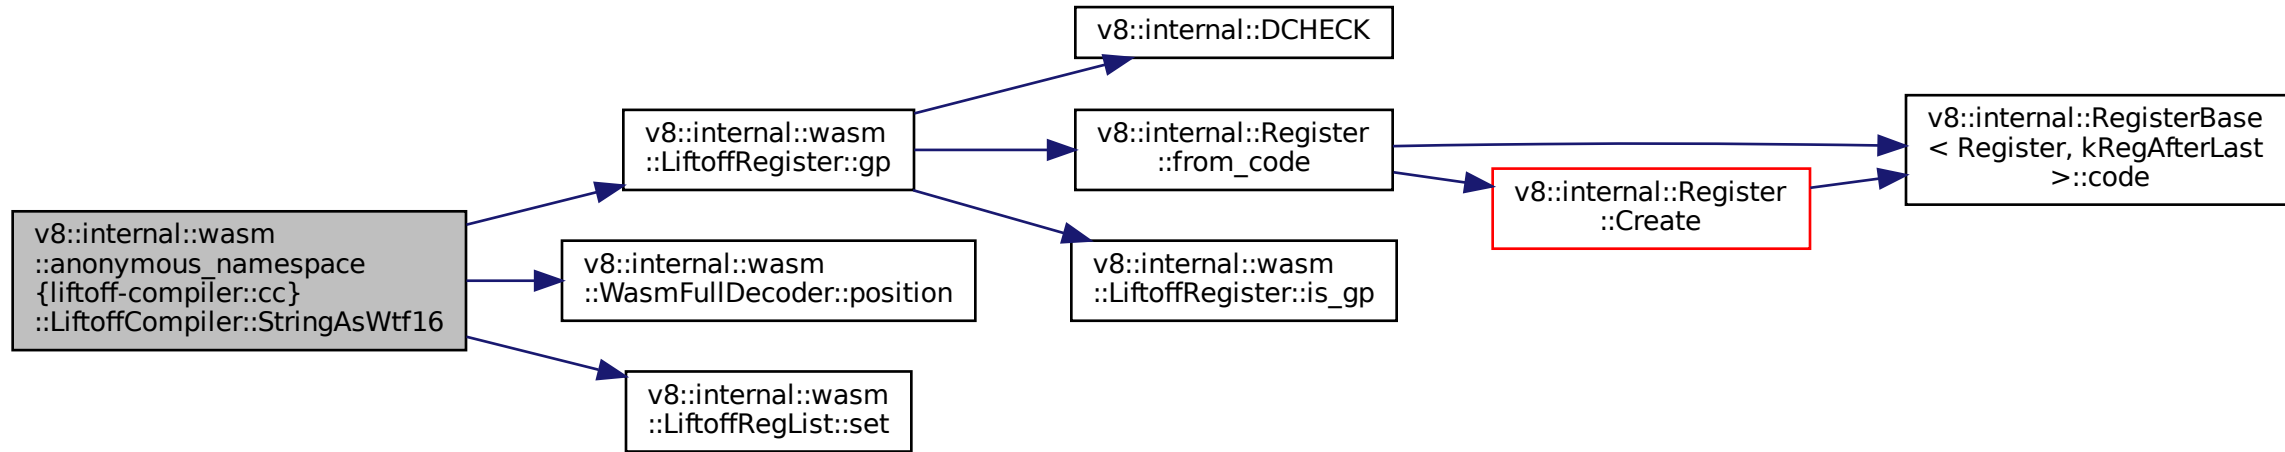 v8::internal::wasm
::anonymous_namespace
{liftoff-compiler::cc}
::LiftoffCompiler::StringAsWtf16
v8::internal::wasm
::LiftoffRegister::gp
v8::internal::DCHECK
v8::internal::Register
::from_code
v8::internal::RegisterBase
< Register, kRegAfterLast
>::code
v8::internal::Register
::Create
v8::internal::wasm
::LiftoffRegister::is_gp
v8::internal::wasm
::WasmFullDecoder::position
v8::internal::wasm
::LiftoffRegList::set